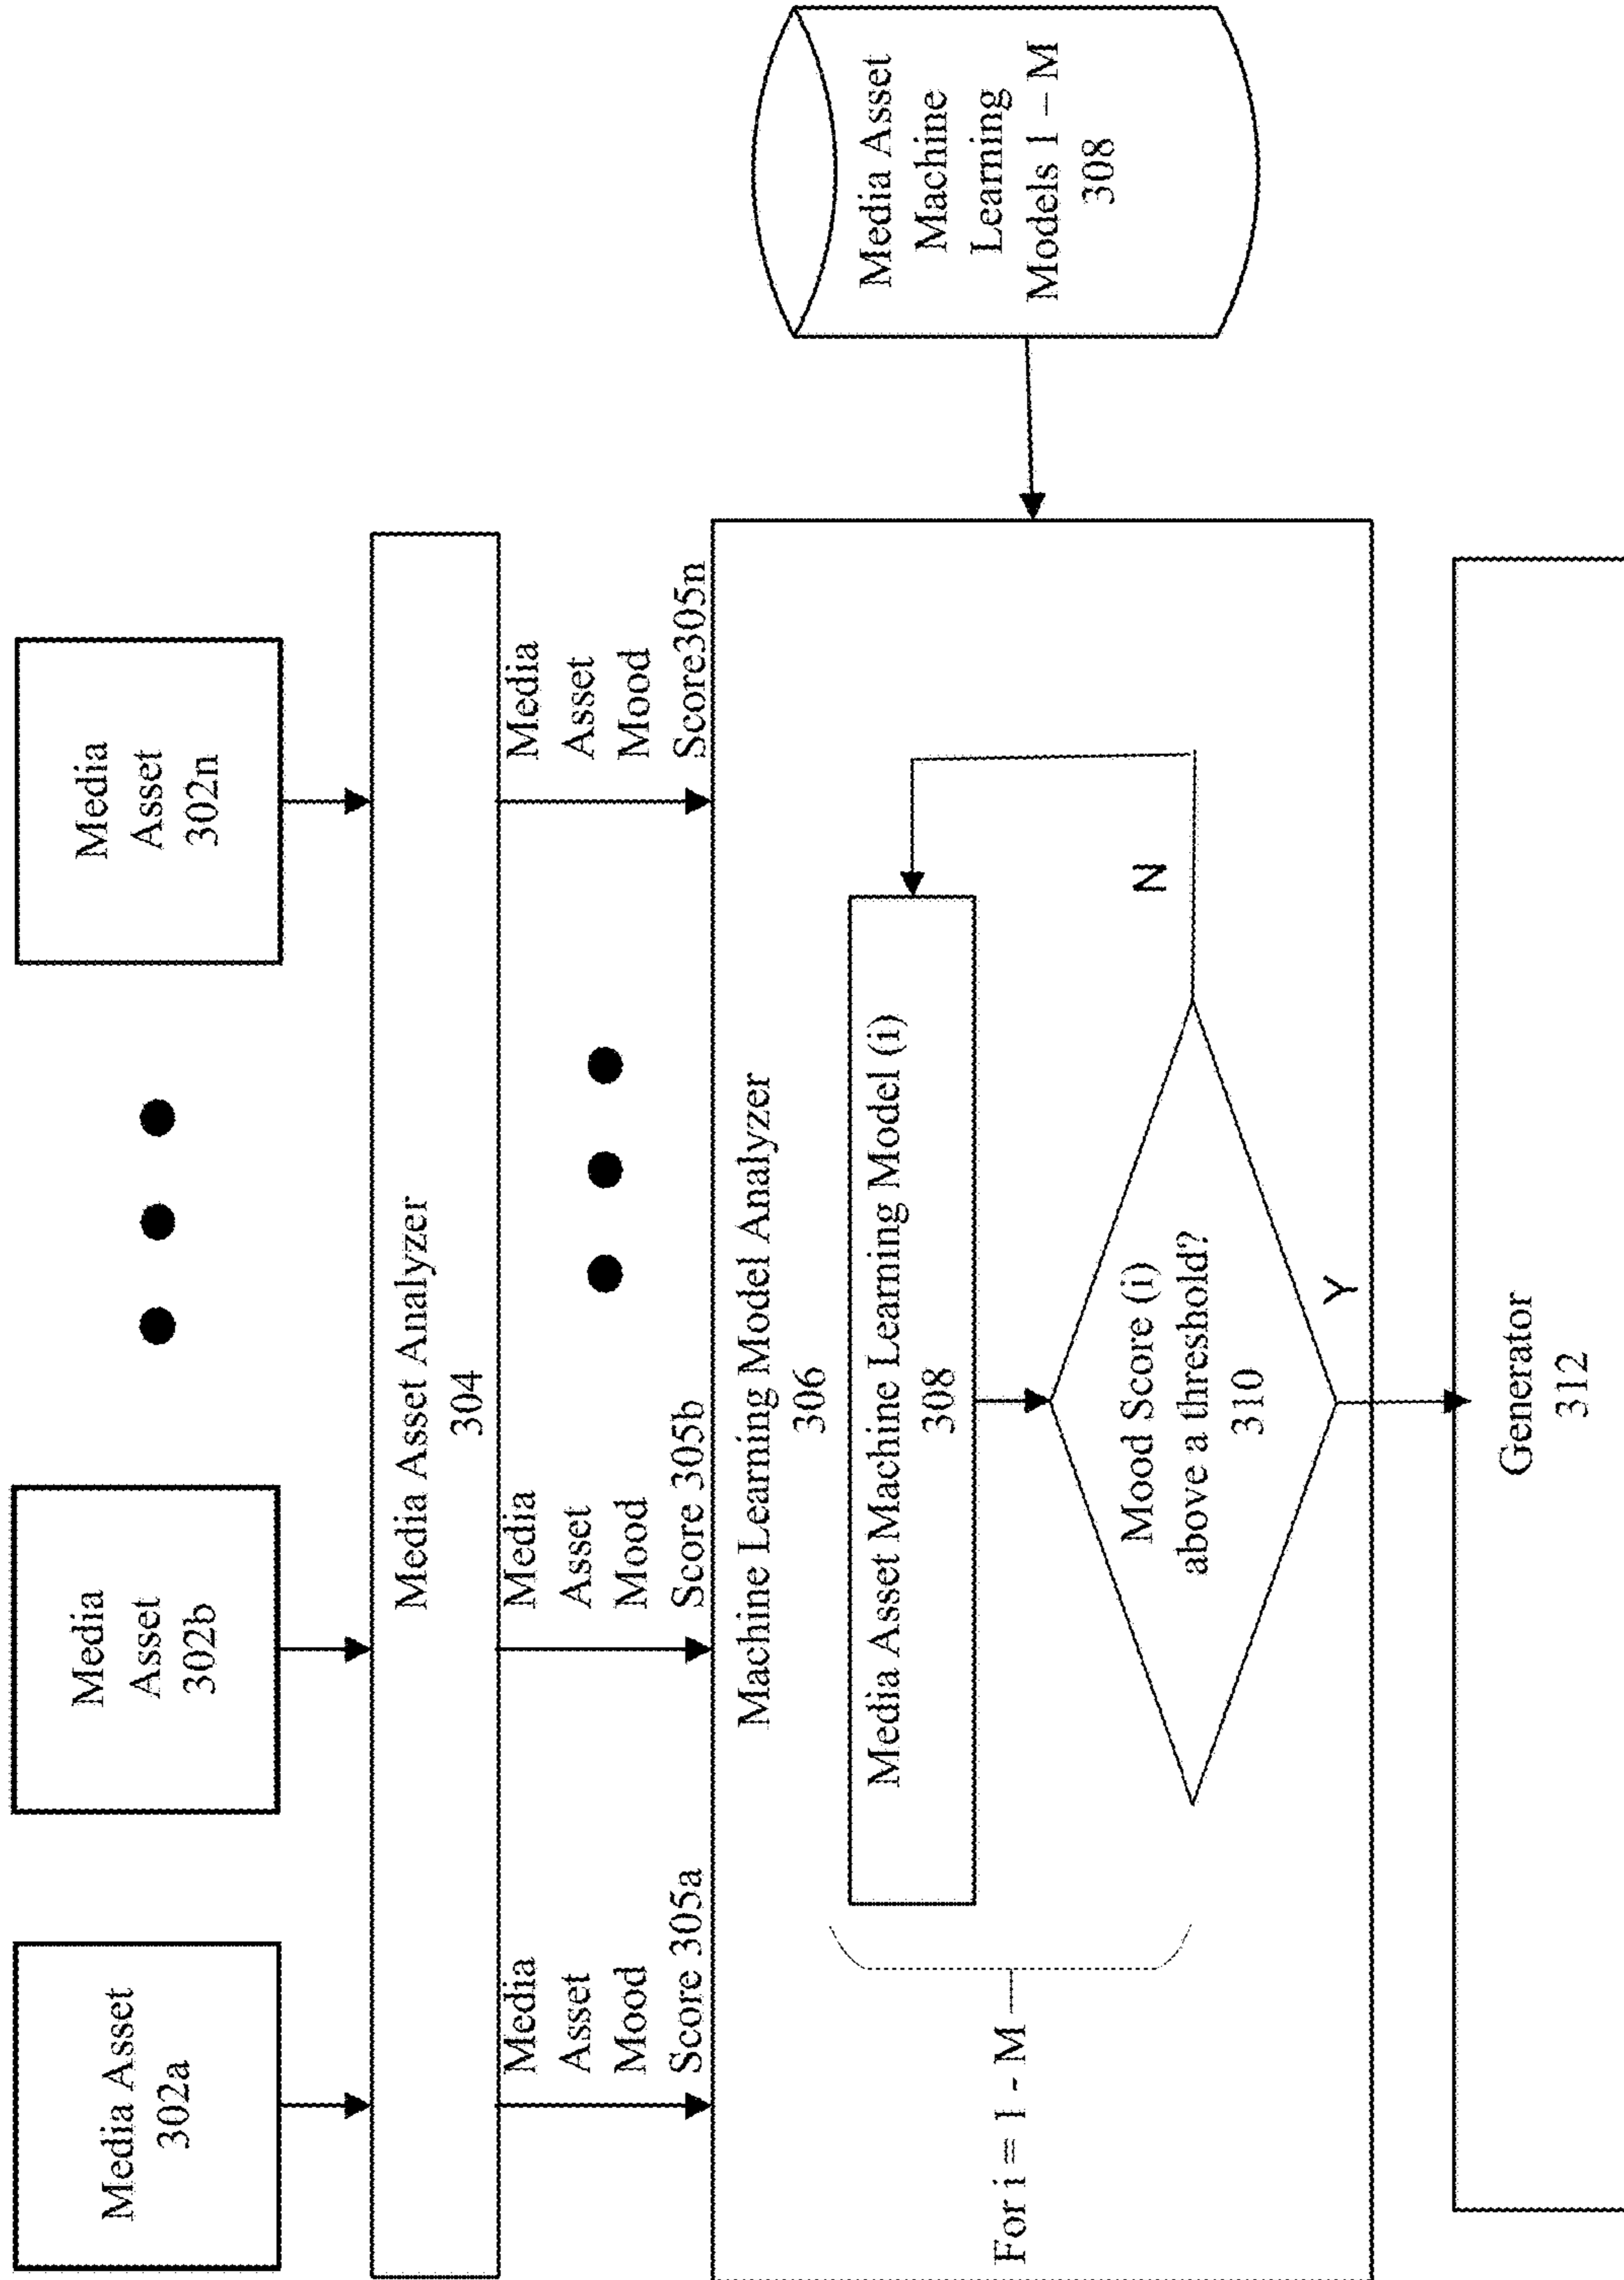 Media Asset
302a
Media
Asset
302b
Media
Asset
302n
Media Asset Analyzer
304
Media
Asset
Mood
Score 305a
Media
Asset
Mood
Score 305b
Media
Asset
Mood
Score305n
Machine Learning Model Analyzer
306
Media Asset Machine Learning Model (i)
308
For i = 1 - M
Mood Score (i)
above a threshold?
310
N
Y
Media Asset
Machine
Learning
Models 1 – M
308
Generator
312